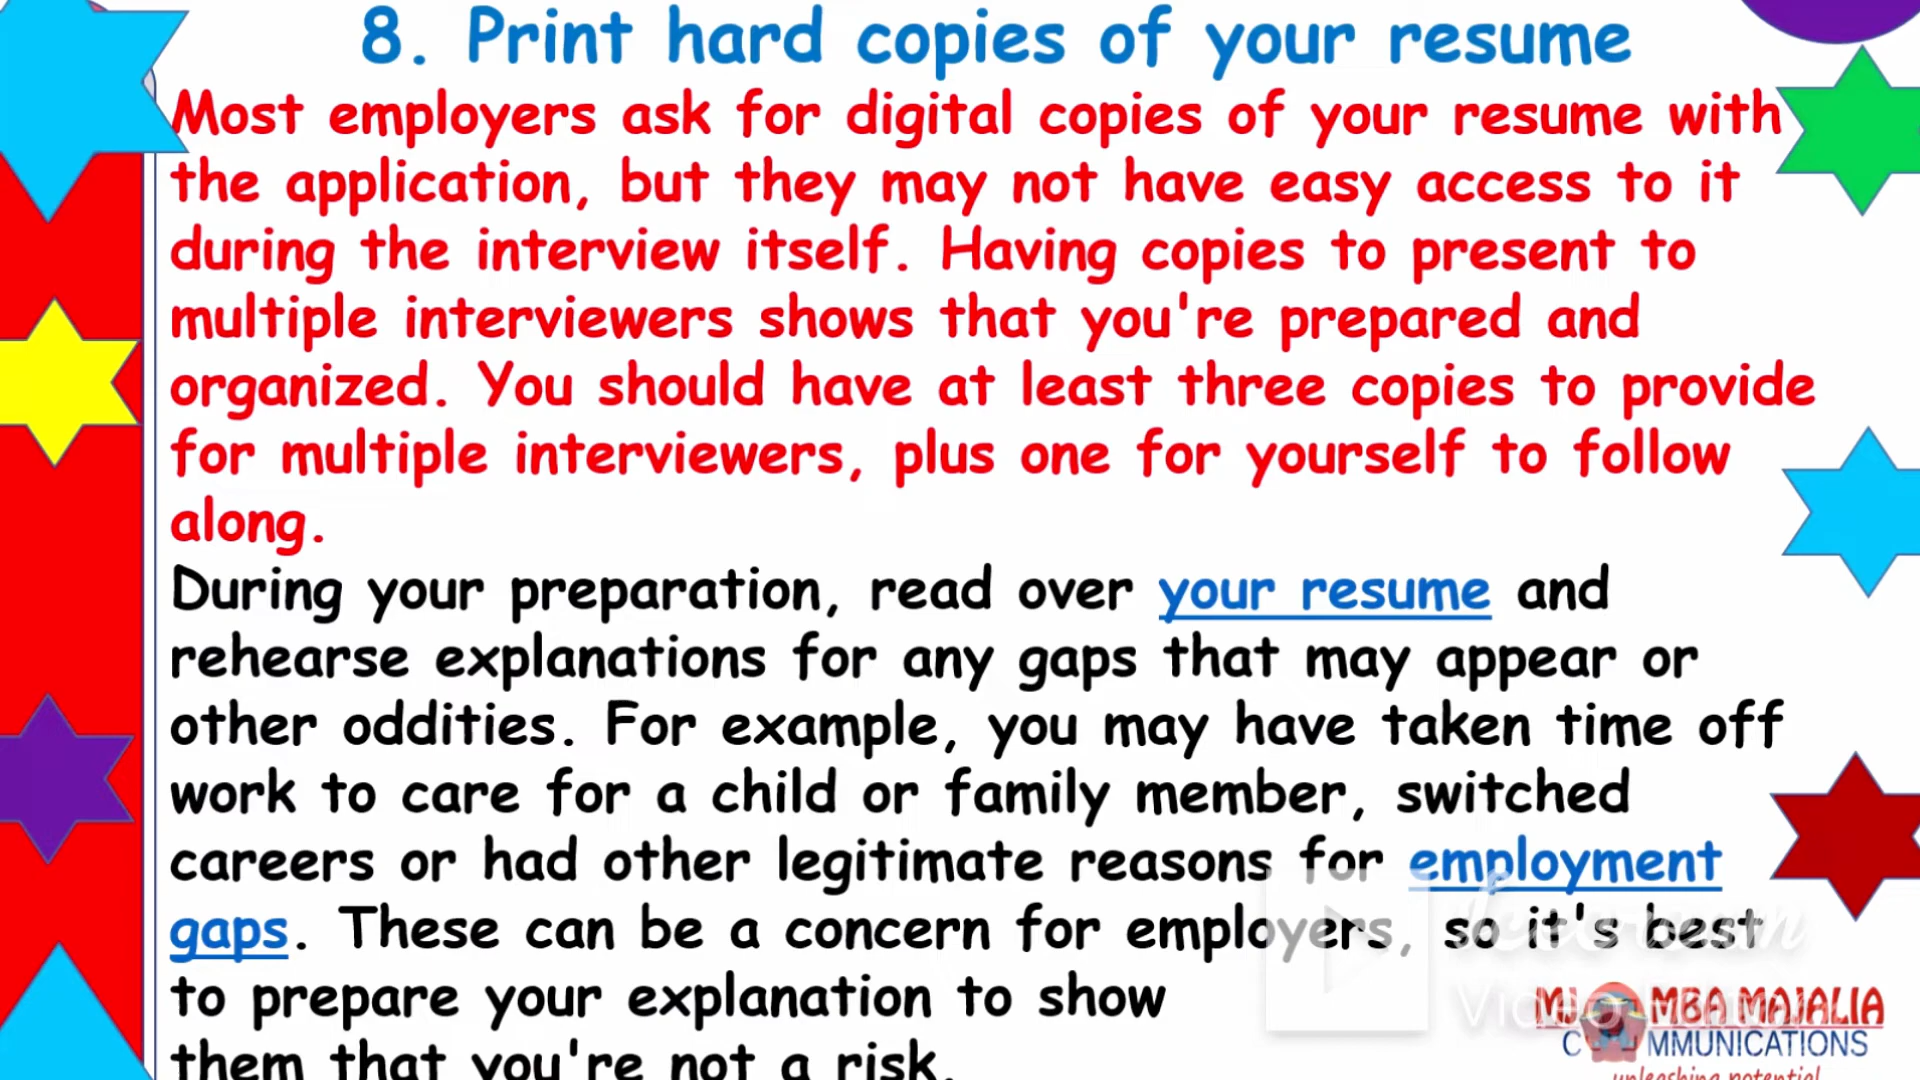 8. Print hard copies of your resume
Most employers ask for digital copies of your resume with
the application, but they may not have easy access to it
during the interview itself. Having copies to present to
multiple interviewers shows that you're prepared and
organized. You should have at least three copies to provide
for multiple interviewers, plus one for yourself to follow
along.
During your preparation, read over your resume and
rehearse explanations for any gaps that may appear or
other oddities. For example, you may have taken time off
work to care for a child or family member, switched
careers or had other legitimate reasons for employment
gaps. These can be a concern for employers, so it's best
to prepare your explanation to show
them that you're not a risk.
MBA MAJALIA
MMUNICATIONS
unleashing potential